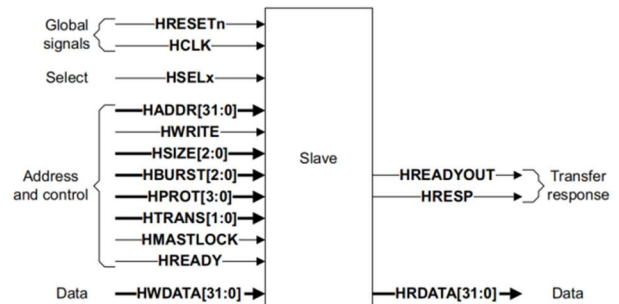 Global
signals
HRESETn
HCLK
Select
HSELx
Address
and control
HADDR[31:0]
HWRITE
HSIZE[2:0]
HBURST[2:0]
HPROT[3:0]
HTRANS[1:0]
HMASTLOCK
HREADY
Data
HWDATA[31:0]
Slave
HREADYOUT
HRESP
Transfer
response
HRDATA[31:0]
Data